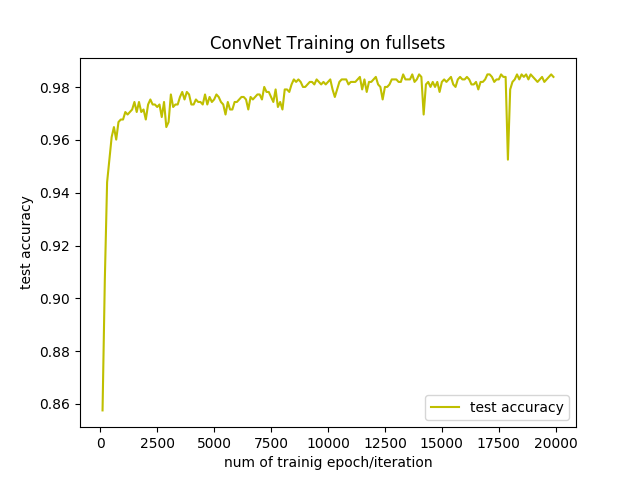 ConvNet Training on fullsets
test accuracy
0.98
0.96
0.94
0.92
0.90
0.88
0.86
test accuracy
0 2500 5000 7500 10000 12500 15000 17500 20000
num of trainig epoch/iteration